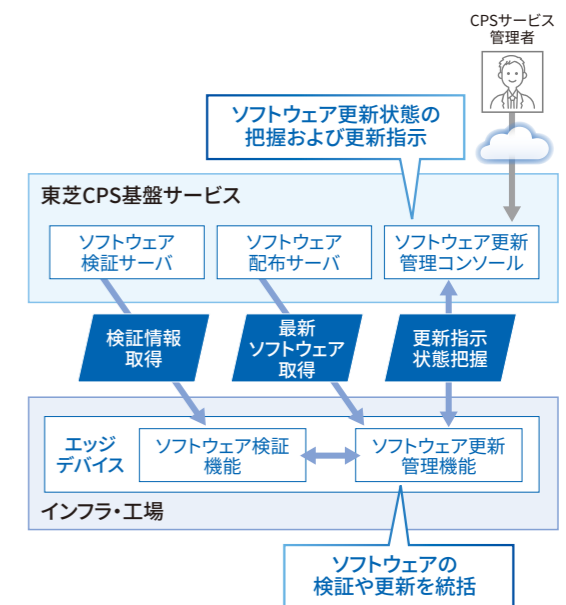 CPSサービス
管理者
ソフトウェア更新状態の
把握および更新指示
東芝CPS基盤サービス
ソフトウェア
検証サーバ
ソフトウェア
配布サーバ
ソフトウェア更新
管理コンソール
検証情報
取得
最新
ソフトウェア
取得
更新指示
状態把握
エッジ
デバイス
ソフトウェア検証
機能
ソフトウェア更新
管理機能
インフラ・工場
ソフトウェアの
検証や更新を統括